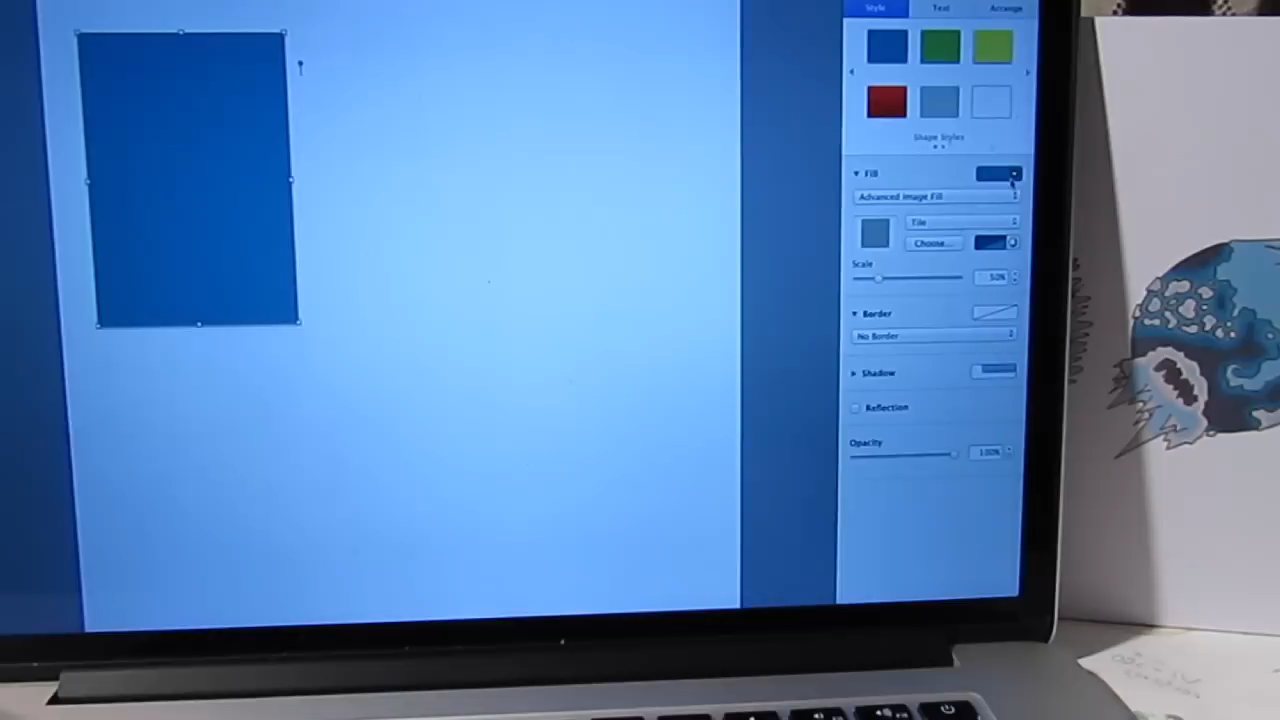 Style Text Arrange
Shape Styles
Fill
Advanced Image Fill
Tile
Choose...
Scale
50%
Border
No Border
Shadow
Reflection
Opacity
100%